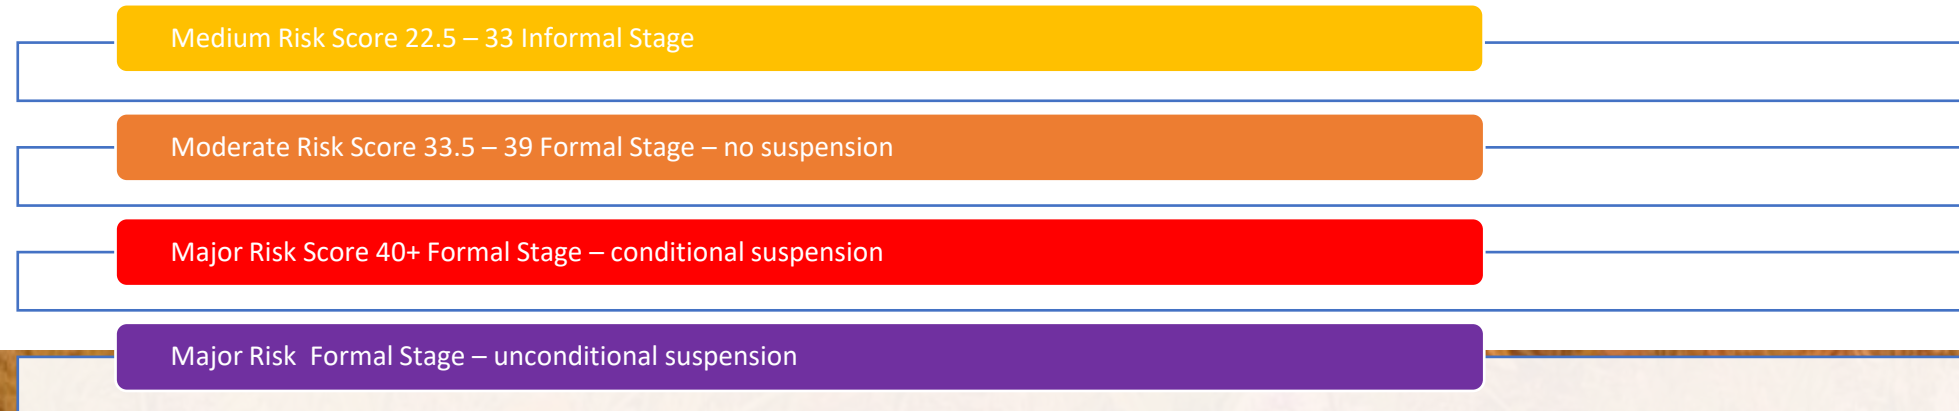 Medium Risk Score 22.5 – 33 Informal Stage
Moderate Risk Score 33.5 – 39 Formal Stage – no suspension
Major Risk Score 40+ Formal Stage – conditional suspension
Major Risk  Formal Stage – unconditional suspension